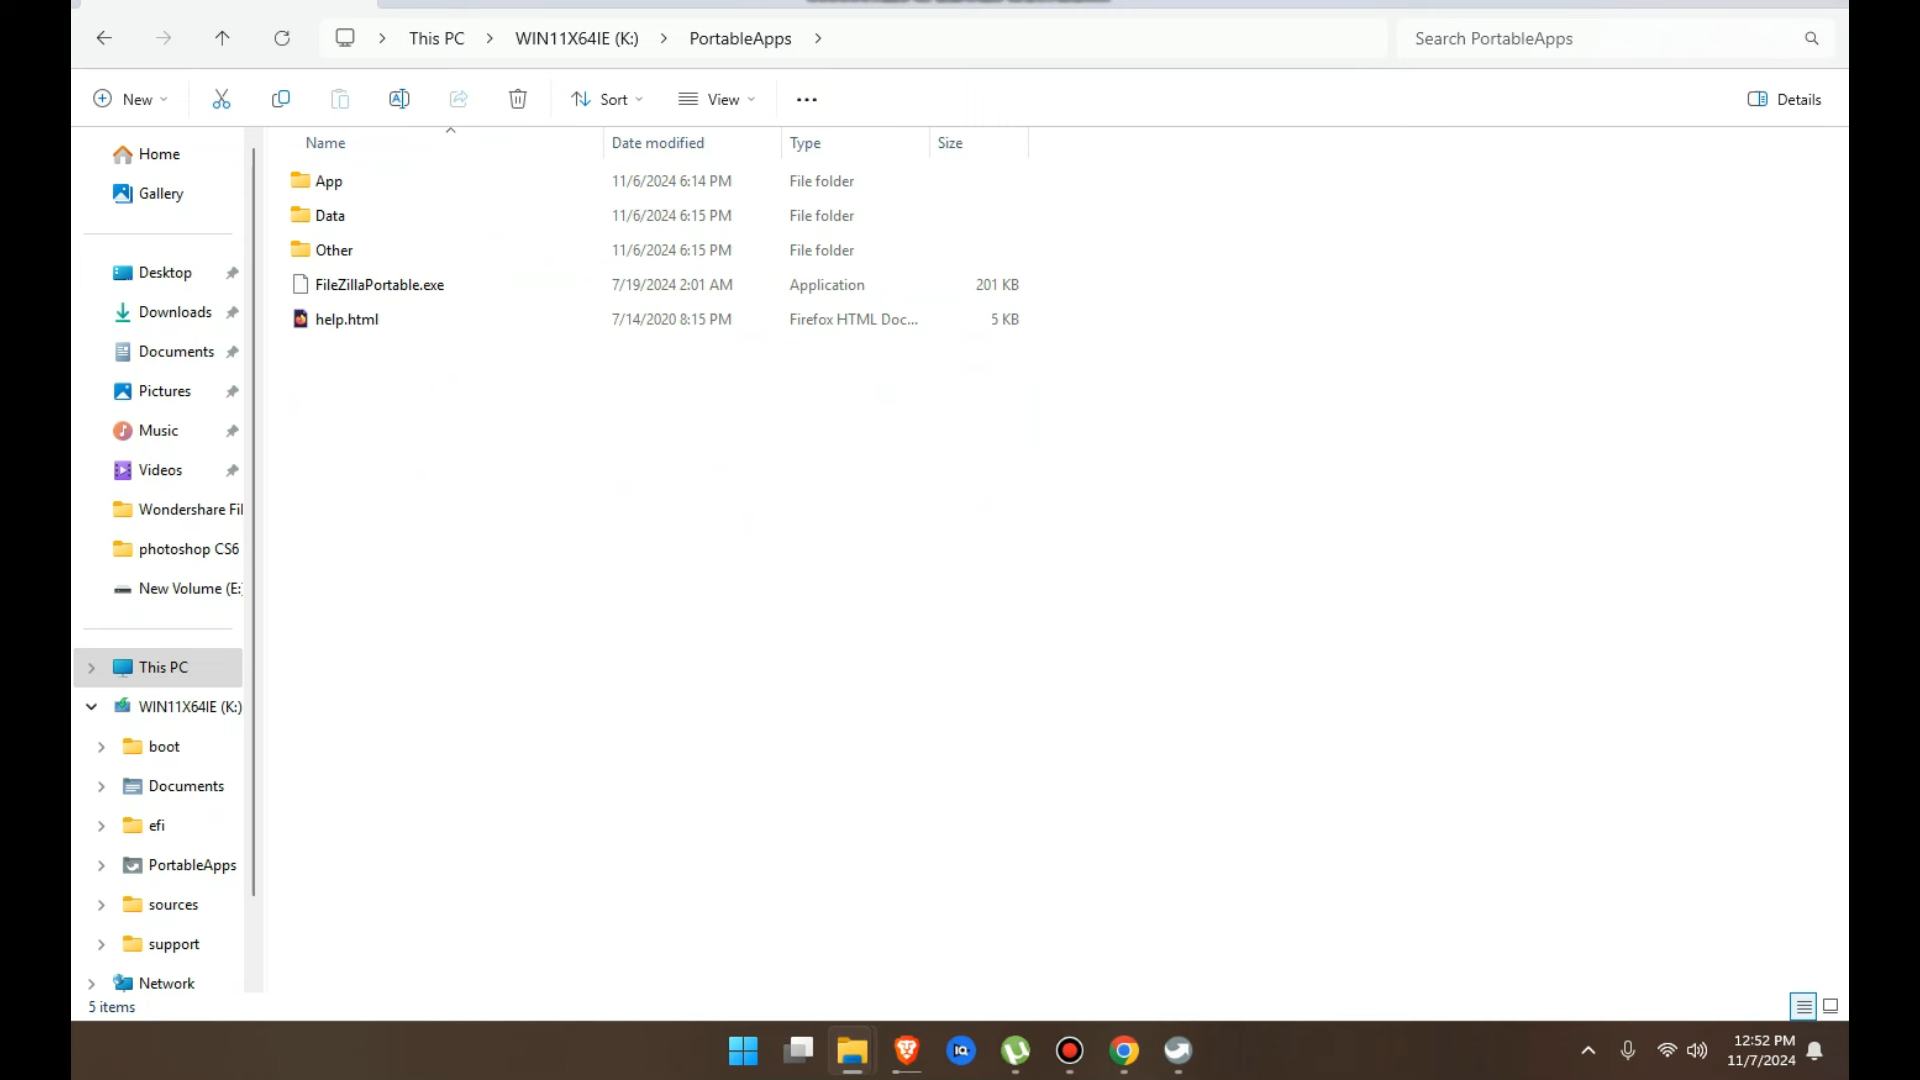 This PC
WIN11X64IE (K:)
PortableApps
Search PortableApps
New
Sort
View
Details
Name Date modified Type Size
App 11/6/2024 6:14 PM File folder
Data 11/6/2024 6:15 PM File folder
Other 11/6/2024 6:15 PM File folder
FileZillaPortable.exe 7/19/2024 2:01 AM Application 201 KB
help.html 7/14/2020 8:15 PM Firefox HTML Doc... 5 KB
Home
Gallery
Desktop
Downloads
Documents
Pictures
Music
Videos
Wondershare Fil
photoshop CS6
New Volume (E:
This PC
WIN11X64IE (K:)
boot
Documents
efi
PortableApps
sources
support
Network
5 items
12:52 PM
11/7/2024